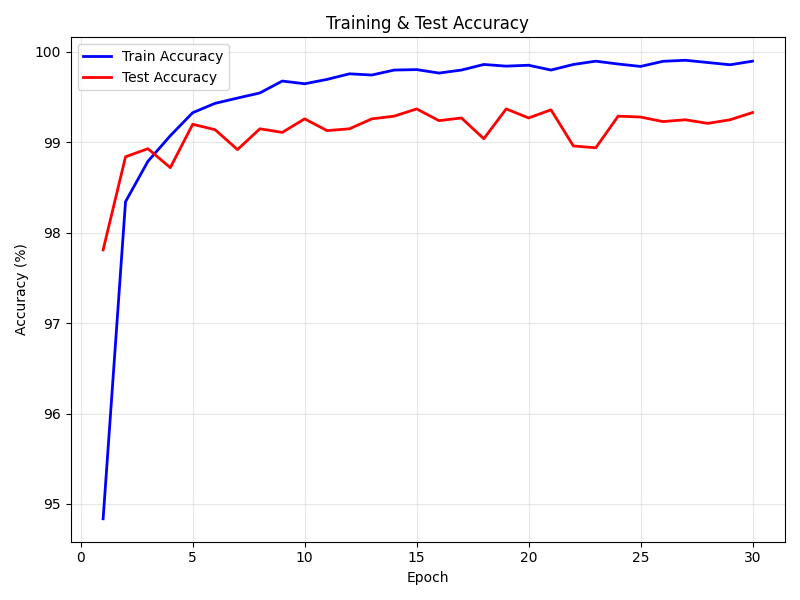 Training & Test Accuracy
Train Accuracy
Test Accuracy
100
99
98
97
96
95
Accuracy (%)
0 5 10 15 20 25 30
Epoch